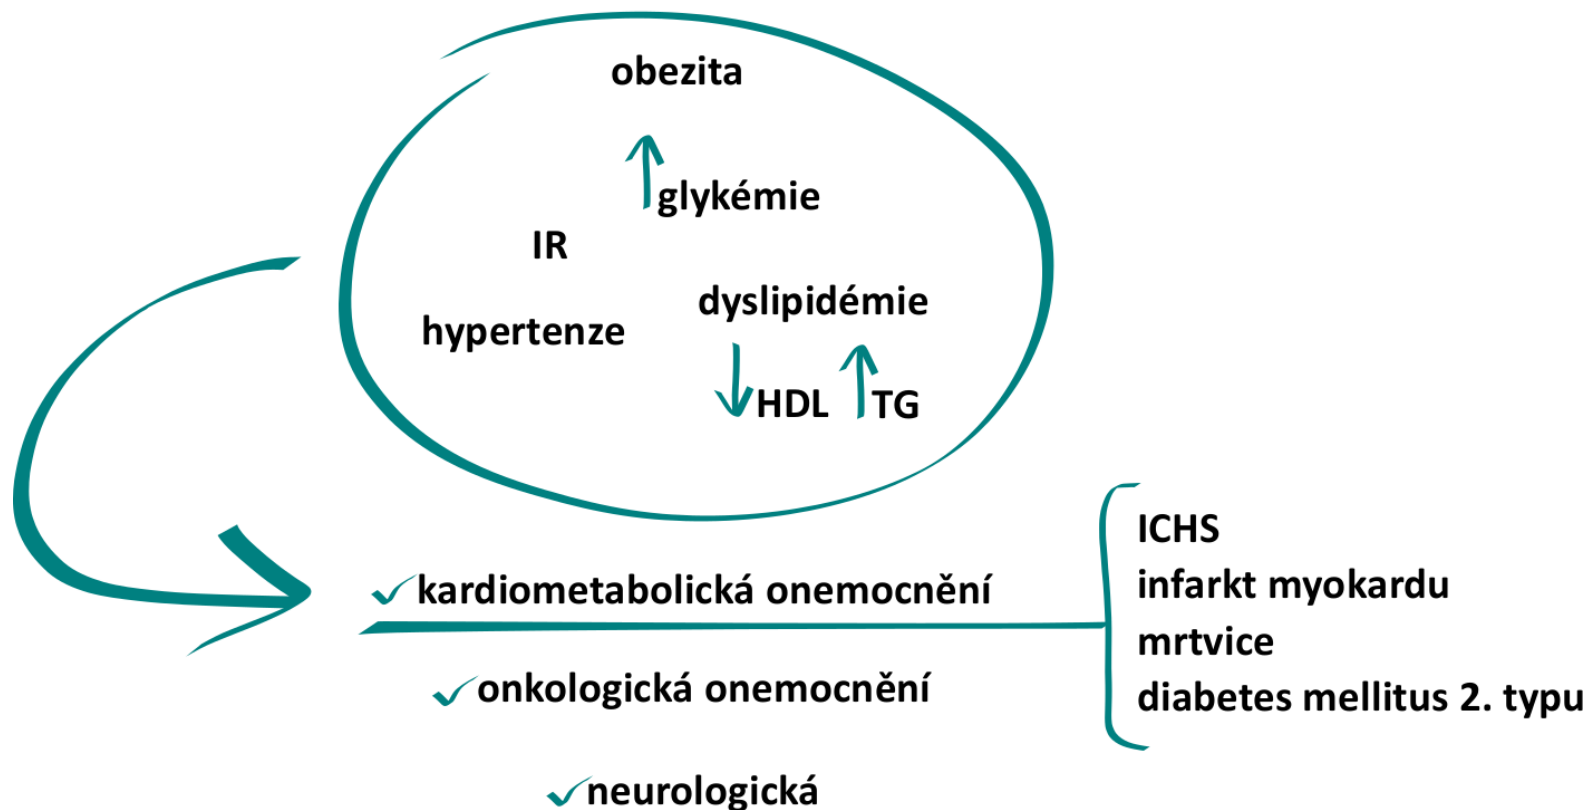 obezita
glykémie
IR
dyslipidémie
hypertenze
HDL TG
ICHS
infarkt myokardu
mrtvice
diabetes mellitus 2. typu
kardiometabolická onemocnění
onkologická onemocnění
neurologická